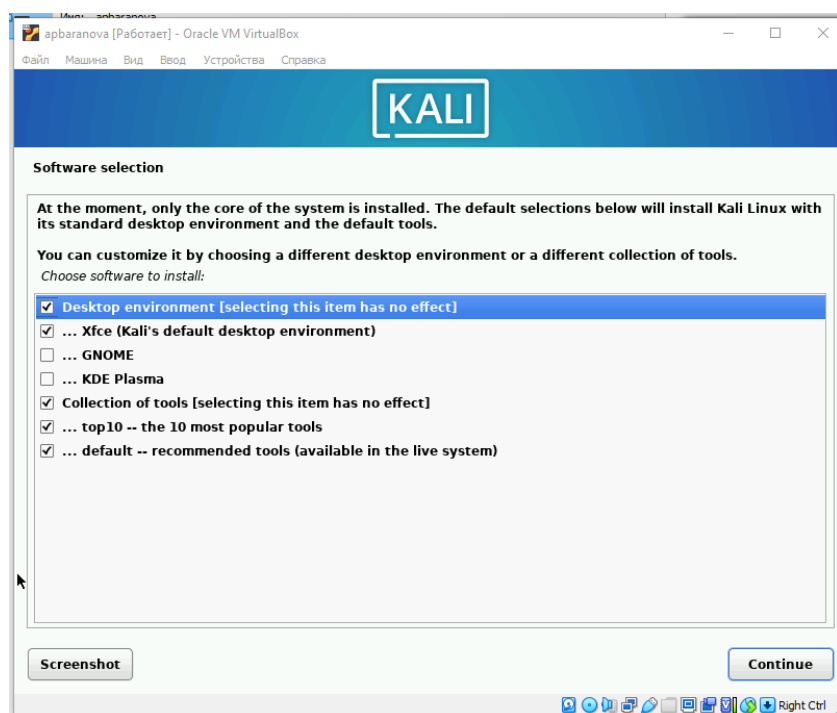 Имя: apbaranova
apbaranova [Работает] - Oracle VM VirtualBox
Файл Машина Вид Ввод Устройства Справка
KALI
Software selection
At the moment, only the core of the system is installed. The default selections below will install Kali Linux with
its standard desktop environment and the default tools.
You can customize it by choosing a different desktop environment or a different collection of tools.
Choose software to install:
Desktop environment [selecting this item has no effect]
... Xfce (Kali's default desktop environment)
... GNOME
... KDE Plasma
Collection of tools [selecting this item has no effect]
... top10 -- the 10 most popular tools
... default -- recommended tools (available in the live system)
Screenshot
Continue
Right Ctrl